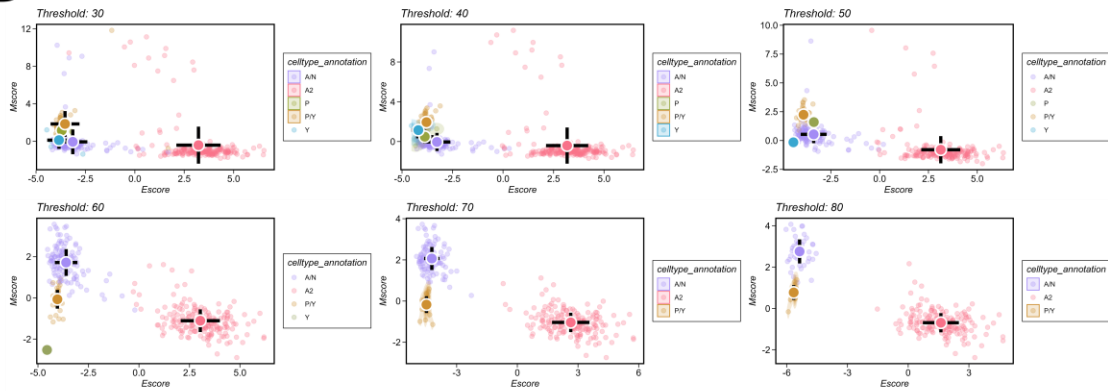 Threshold: 30
Mscore
12
8
4
0
-5.0
-2.5
0.0
2.5
5.0
Escore
celltype_annotation
A/N
A2
P
P/Y
Y
Threshold: 40
Mscore
12
8
4
0
-5.0
-2.5
0.0
2.5
5.0
Escore
celltype_annotation
A/N
A2
P
P/Y
Y
Threshold: 50
Mscore
10.0
7.5
5.0
2.5
0.0
-2.5
-5.0
-2.5
0.0
2.5
5.0
Escore
celltype_annotation
A/N
A2
P
P/Y
Y
Threshold: 60
Mscore
2
0
-2
-5.0
-2.5
0.0
2.5
5.0
Escore
celltype_annotation
A/N
A2
P/Y
Y
Threshold: 70
Mscore
4
2
0
-2
-3
0
3
6
Escore
celltype_annotation
A/N
A2
P/Y
Threshold: 80
Mscore
4
2
0
-2
-6
-3
0
3
Escore
celltype_annotation
A/N
A2
P/Y